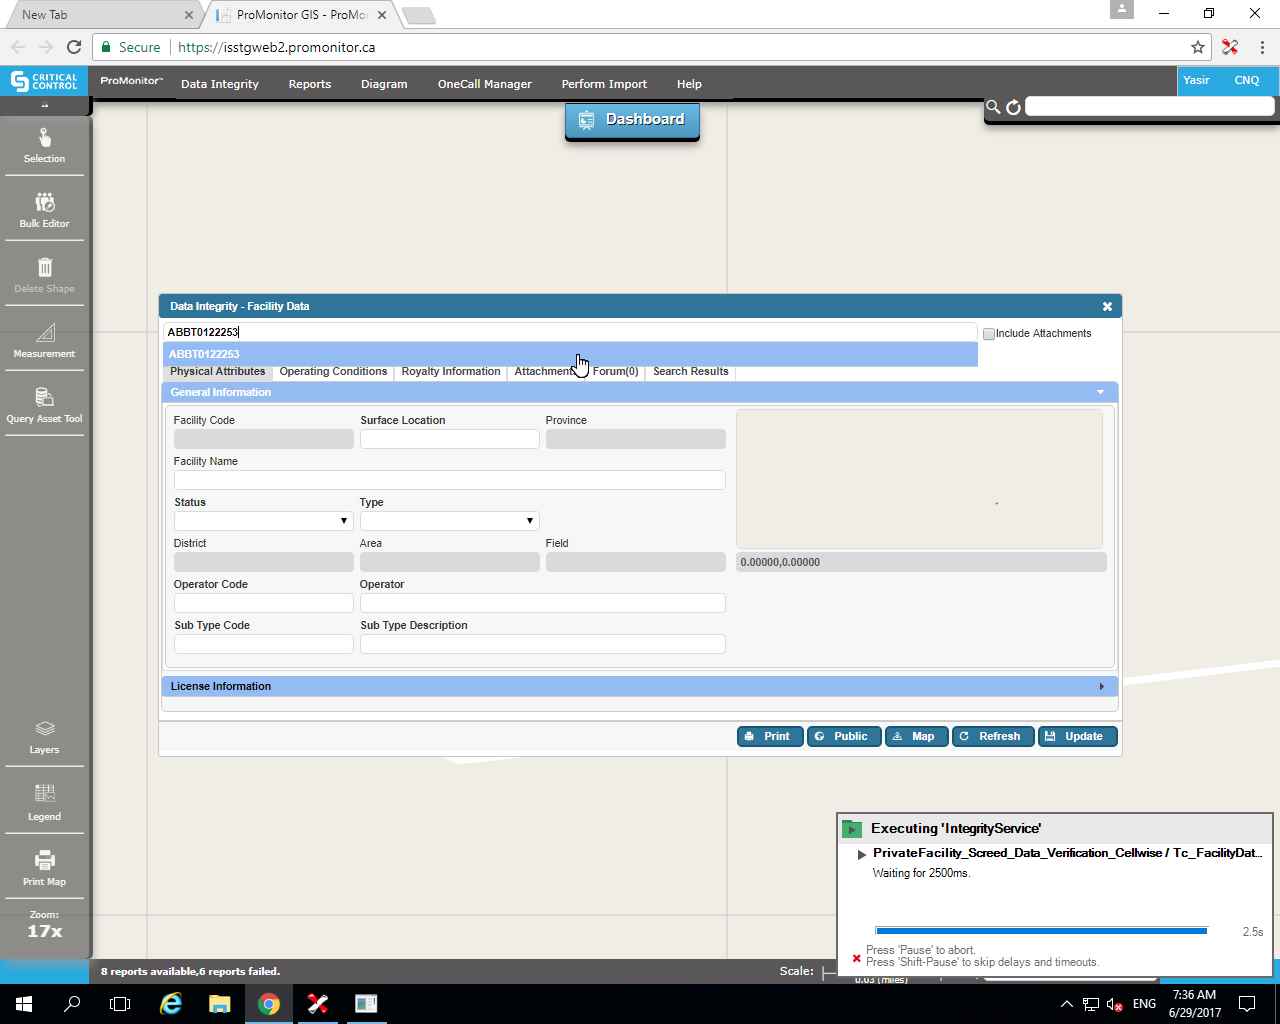 New Tab
ProMonitor GIS - ProMo
Secure
https://isstgweb2.promonitor.ca
CRITICAL
CONTROL
ProMonitor™
Data Integrity
Reports
Diagram
OneCall Manager
Perform Import
Help
Yasir
CNQ
Dashboard
Selection
Bulk Editor
Delete Shape
Measurement
Query Asset Tool
Data Integrity - Facility Data
ABBT0122253
Include Attachments
ABBT0122253
Physical Attributes
Operating Conditions
Royalty Information
Forum(0)
Search Results
General Information
Facility Code
Surface Location
Province
Facility Name
Status
Type
District
Area
Field
0.00000,0.00000
Operator Code
Operator
Sub Type Code
Sub Type Description
License Information
Print
Public
Map
Refresh
Update
Layers
Legend
Print Map
Zoom:
17x
Executing 'IntegrityService'
PrivateFacility_Screed_Data_Verification_Cellwise / Tc_FacilityDat...
Waiting for 2500ms.
2.5s
Press 'Pause' to abort.
Press 'Shift-Pause' to skip delays and timeouts.
8 reports available,6 reports failed.
Scale:
0.03 (miles)
ENG
7:36 AM
6/29/2017